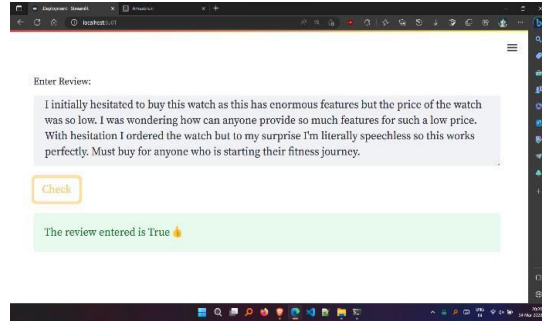 Enter Review:
I initially hesitated to buy this watch as this has enormous features but the price of the watch
was so low. I was wondering how can anyone provide so much features for such a low price.
With hesitation I ordered the watch but to my surprise I'm literally speechless so this works
perfectly. Must buy for anyone who is starting their fitness journey.
Check
The review entered is True 👍